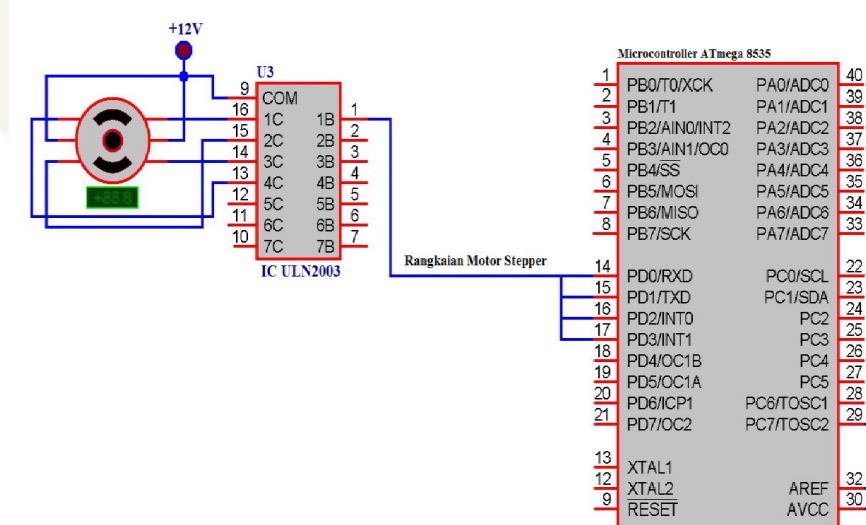 +12V
U3
9 COM
16 1C 1B 1
15 2C 2B 2
14 3C 3B 3
13 4C 4B 4
12 5C 5B 5
11 6C 6B 6
10 7C 7B 7
IC ULN2003
+88.8
Rangkaian Motor Stepper
Microcontroller ATmega 8535
1 PB0/T0/XCK PA0/ADC0 40
2 PB1/T1 PA1/ADC1 39
3 PB2/AIN0/INT2 PA2/ADC2 38
4 PB3/AIN1/OC0 PA3/ADC3 37
5 PB4/SS PA4/ADC4 36
6 PB5/MOSI PA5/ADC5 35
7 PB6/MISO PA6/ADC6 34
8 PB7/SCK PA7/ADC7 33
14 PD0/RXD PC0/SCL 22
15 PD1/TXD PC1/SDA 23
16 PD2/INT0 PC2 24
17 PD3/INT1 PC3 25
18 PD4/OC1B PC4 26
19 PD5/OC1A PC5 27
20 PD6/ICP1 PC6/TOSC1 28
21 PD7/OC2 PC7/TOSC2 29
13 XTAL1
12 XTAL2 AREF 32
9 RESET AVCC 30